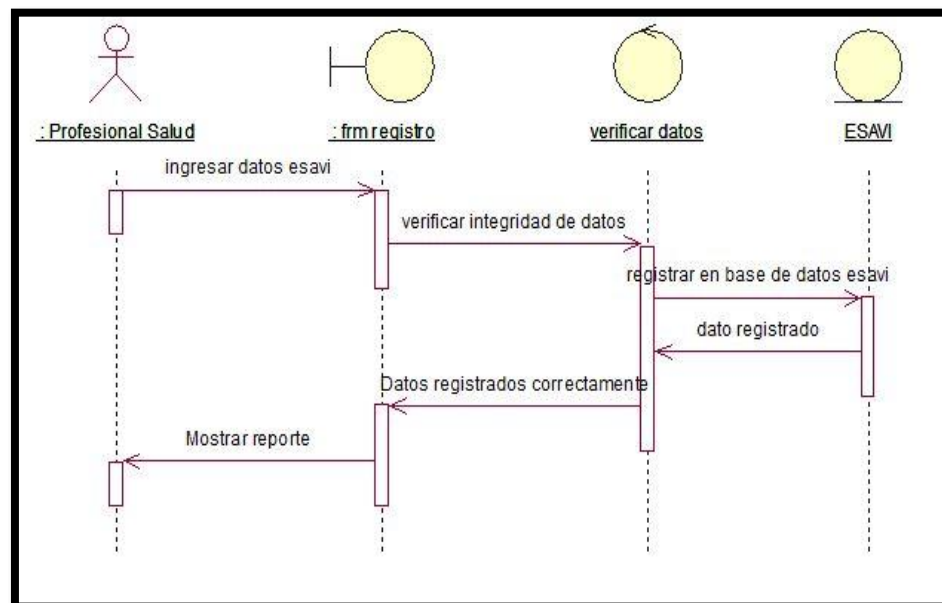 : Profesional Salud
: frm registro
verificar datos
ESAVI
ingresar datos esavi
verificar integridad de datos
registrar en base de datos esavi
dato registrado
Datos registrados correctamente
Mostrar reporte